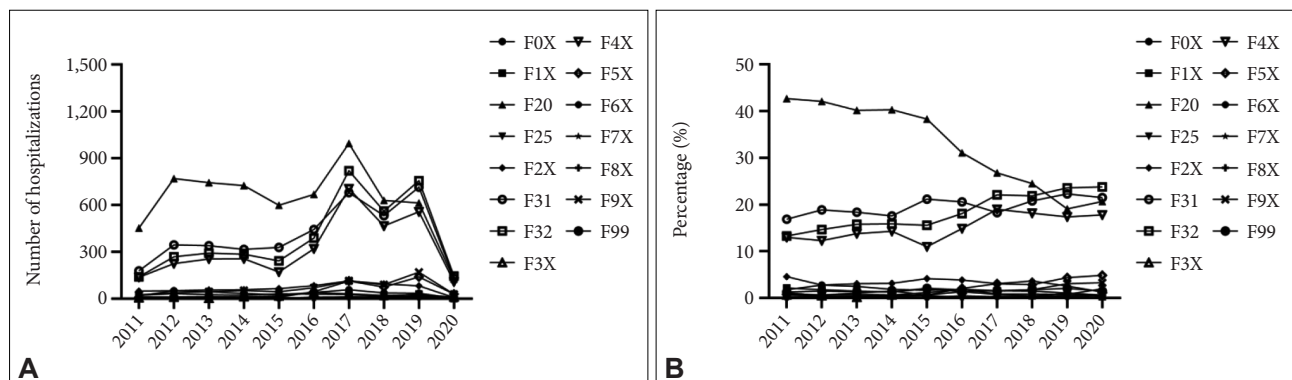 F0X F4X
F1X F5X
F20 F6X
F25 F7X
F2X F8X
F31 F9X
F32 F99
F3X
Number of hospitalizations
1,500
1,200
900
600
300
0
2011 2012 2013 2014 2015 2016 2017 2018 2019 2020
A
F0X F4X
F1X F5X
F20 F6X
F25 F7X
F2X F8X
F31 F9X
F32 F99
F3X
Percentage (%)
50
40
30
20
10
0
2011 2012 2013 2014 2015 2016 2017 2018 2019 2020
B